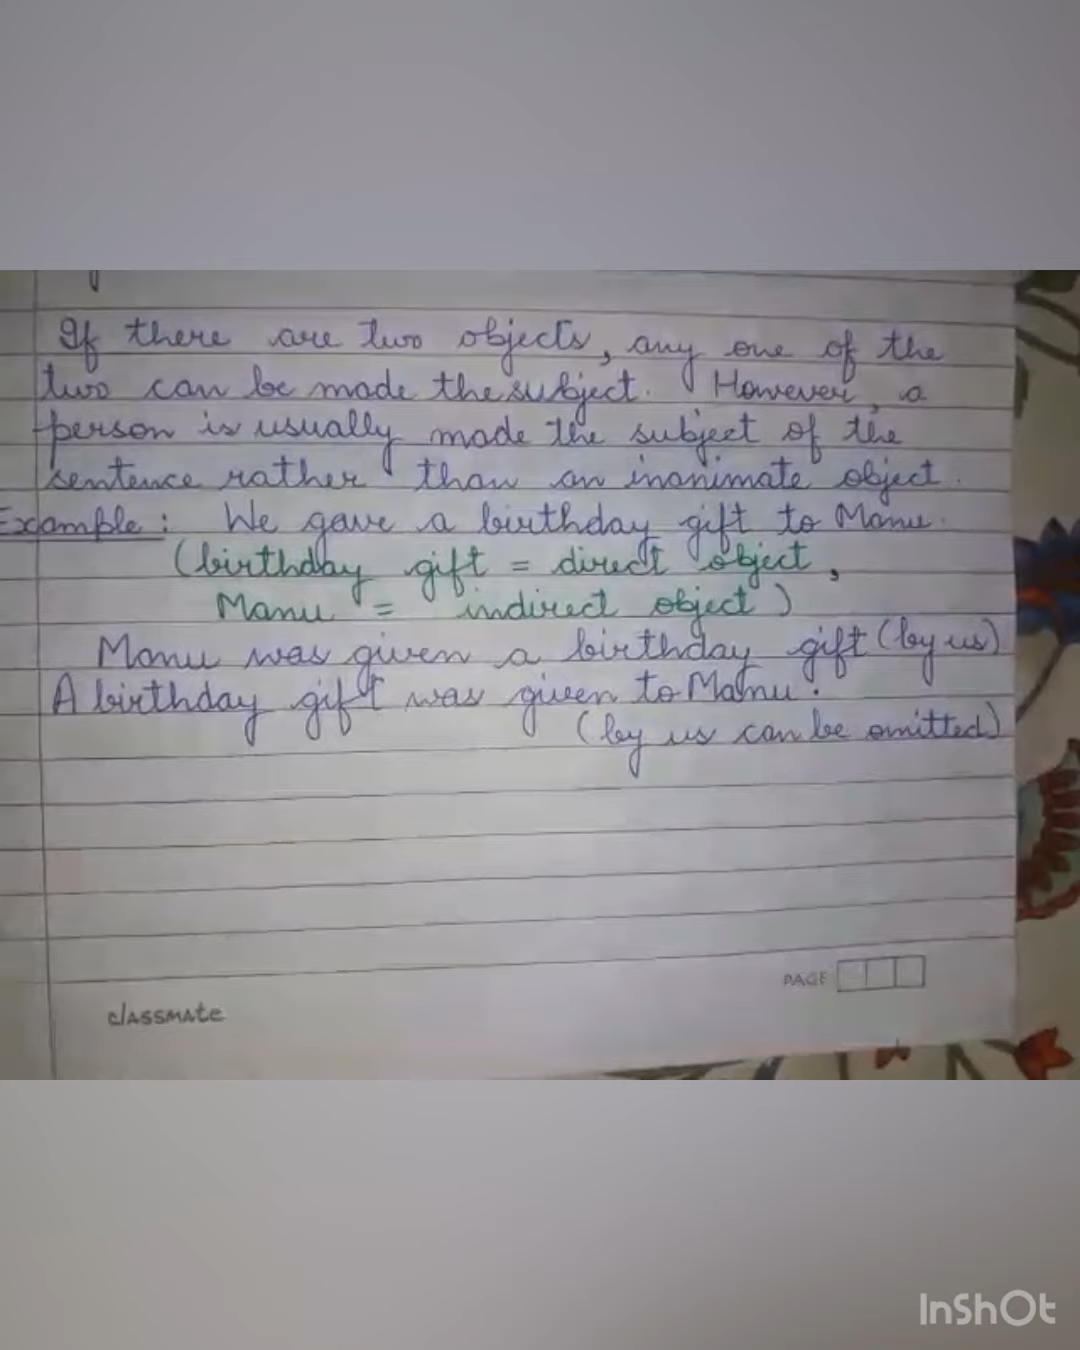 If there are two objects, any one of the
two can be made the subject. However, a
person is usually made the subject of the
sentence rather than an inanimate object.
Example: We gave a birthday gift to Manu.
(birthday gift = direct object,
Manu = indirect object)
Manu was given a birthday gift (by us)
A birthday gift was given to Manu.
(by us can be omitted)
PAGE
classmate
InShOt